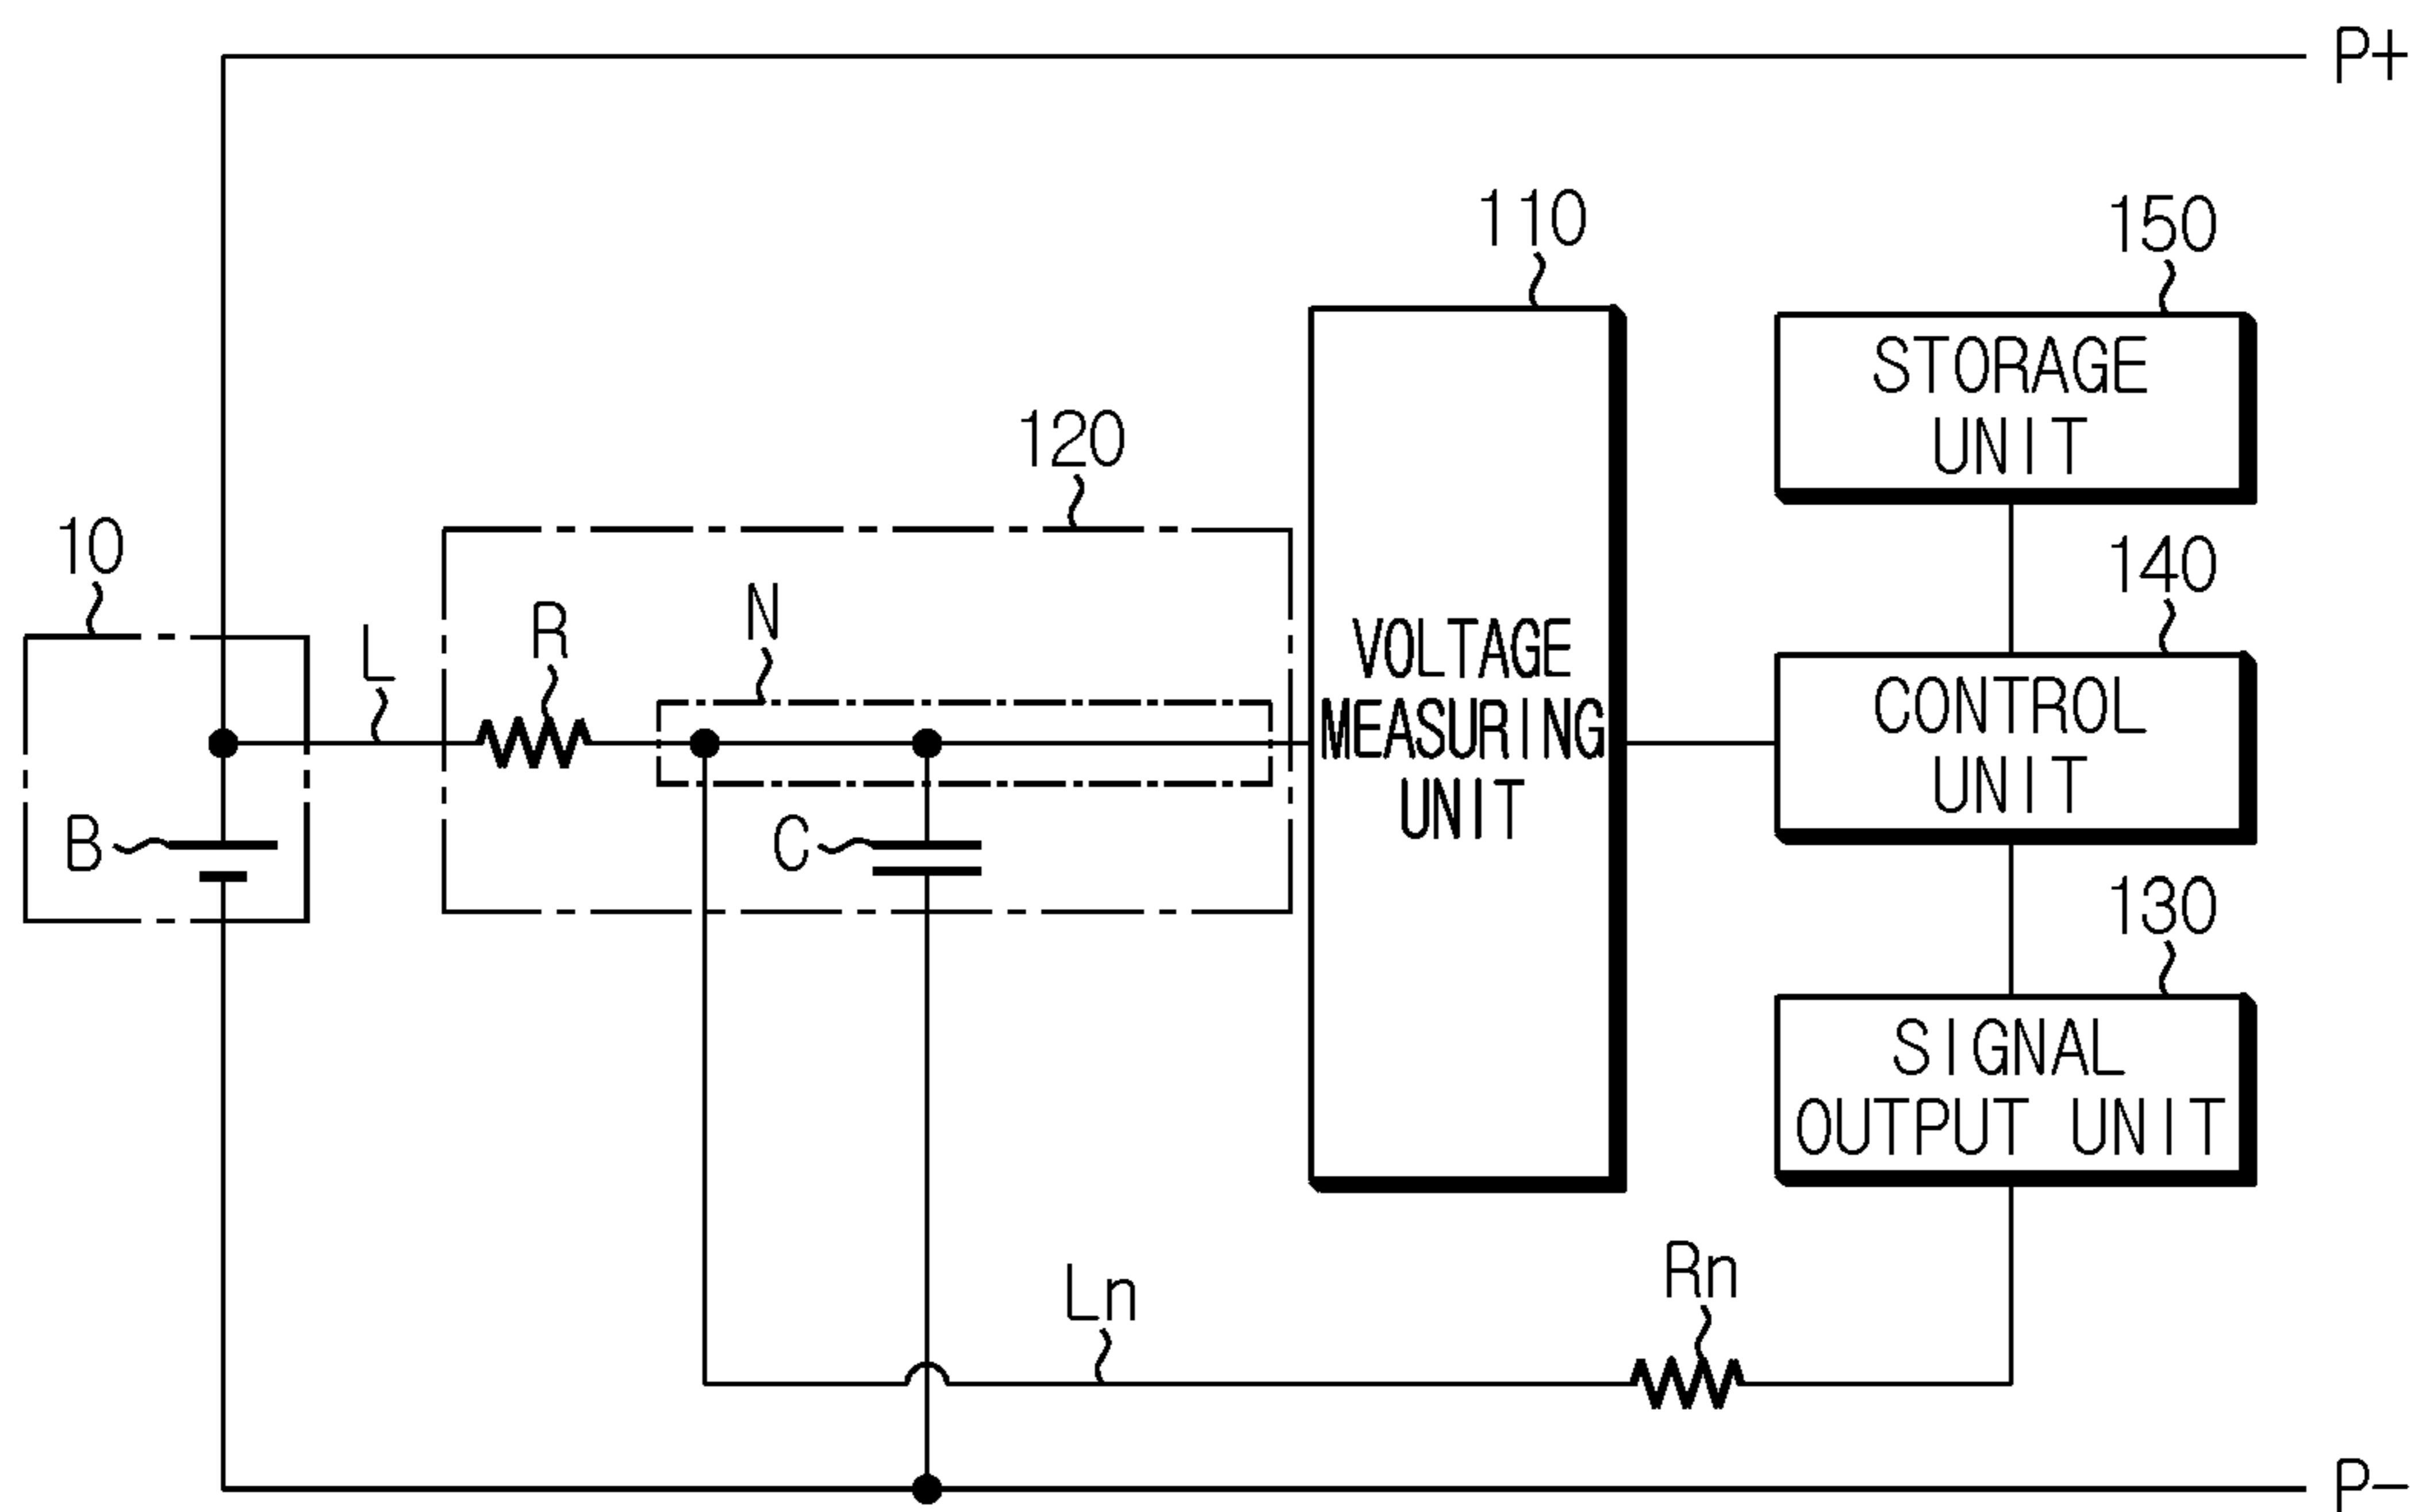 P+
110
150
STORAGE
UNIT
120
10
140
N
R
L
VOLTAGE
MEASURING
UNIT
CONTROL
UNIT
B
C
130
SIGNAL
OUTPUT UNIT
Rn
Ln
P-